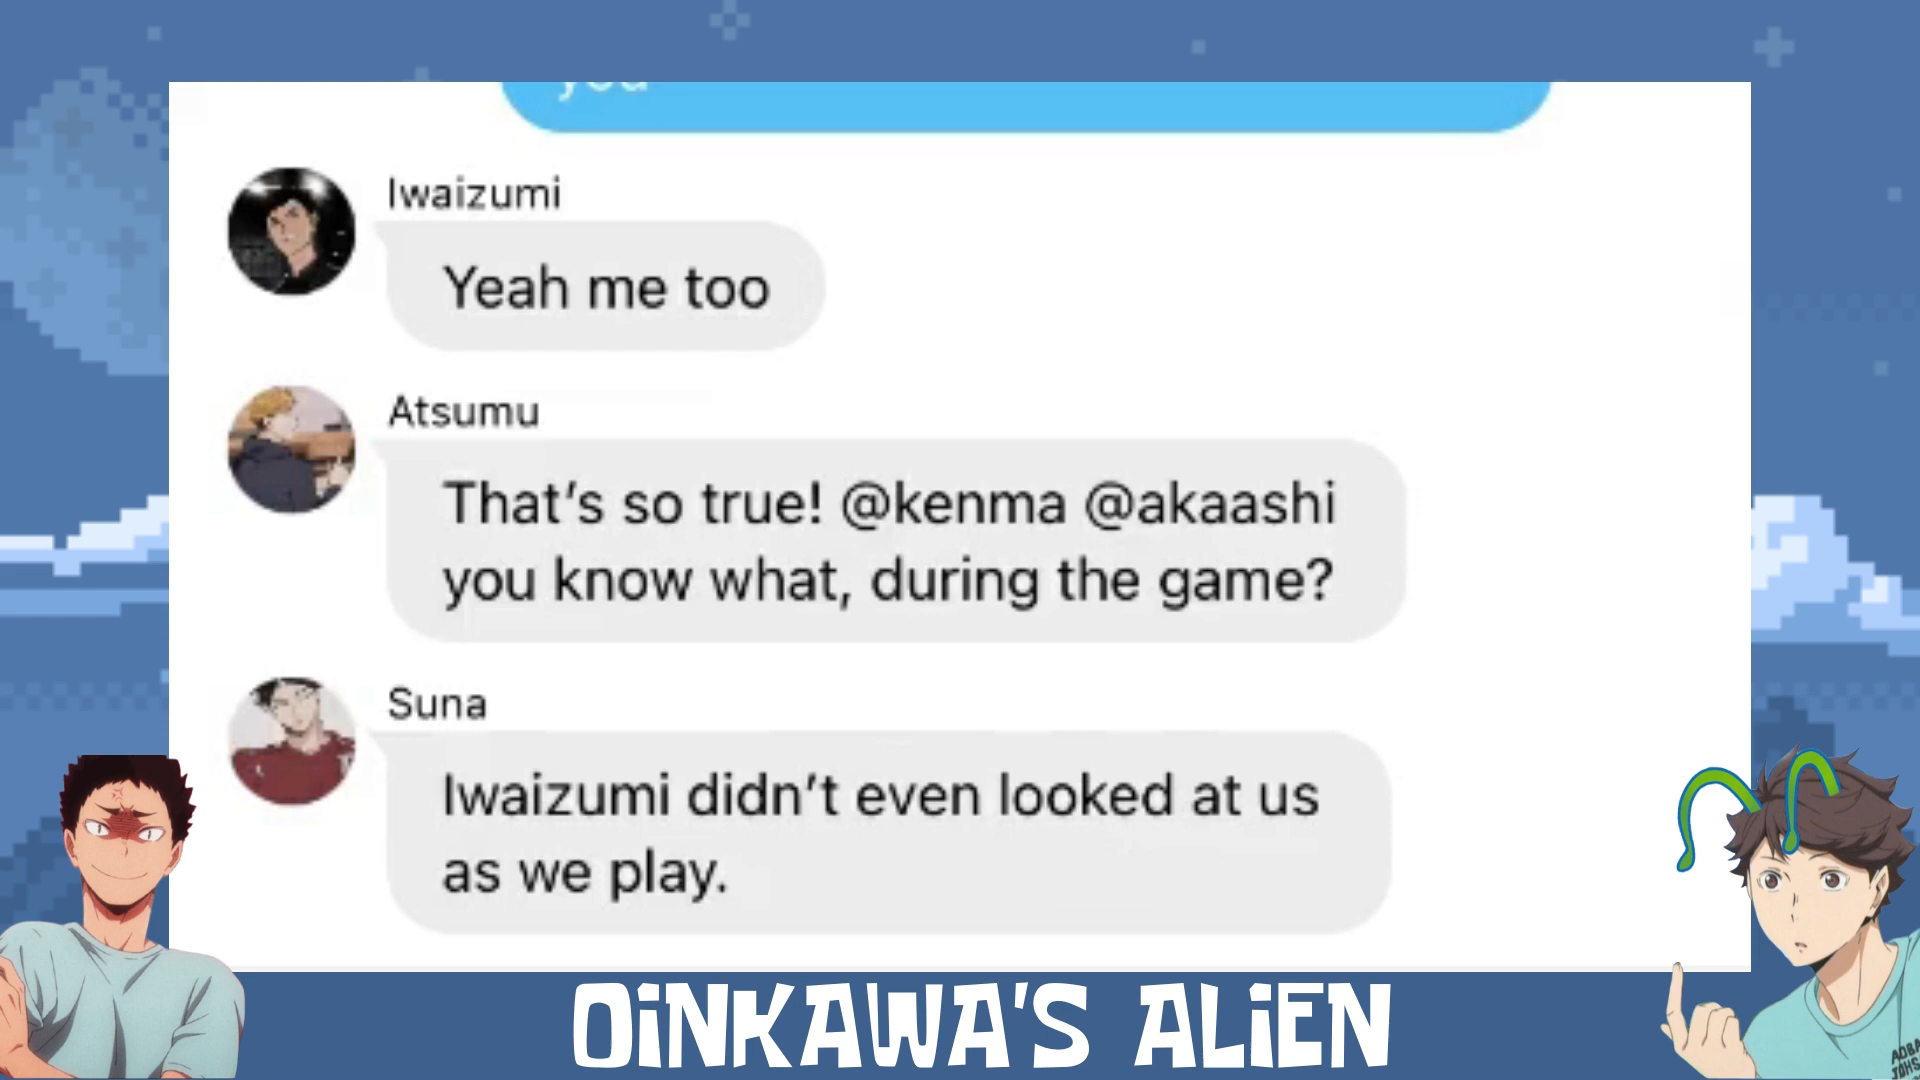 you
Iwaizumi
Yeah me too
Atsumu
That's so true! @kenma @akaashi
you know what, during the game?
Suna
Iwaizumi didn't even looked at us
as we play.
OiNKAWA'S ALiEN